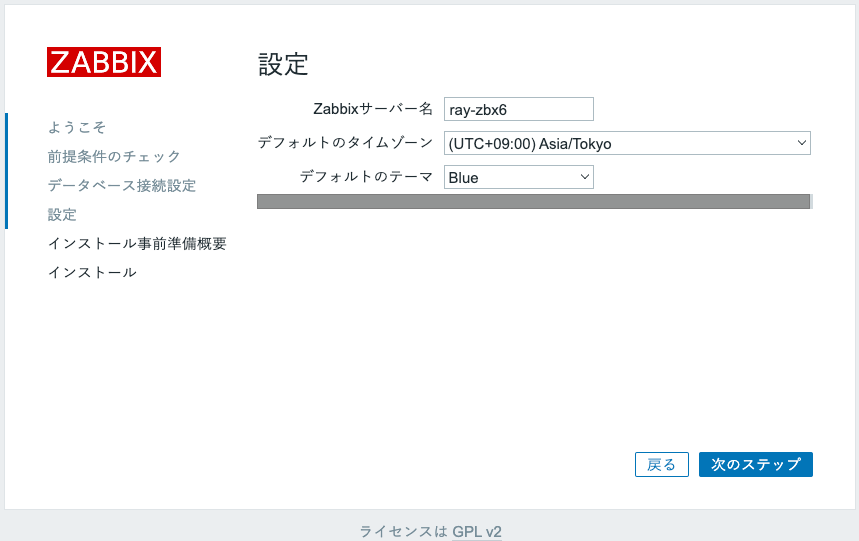 ZABBIX
設定
Zabbixサーバー名 ray-zbx6
デフォルトのタイムゾーン (UTC+09:00) Asia/Tokyo
デフォルトのテーマ Blue
ようこそ
前提条件のチェック
データベース接続設定
設定
インストール事前準備概要
インストール
戻る 次のステップ
ライセンスは GPL v2